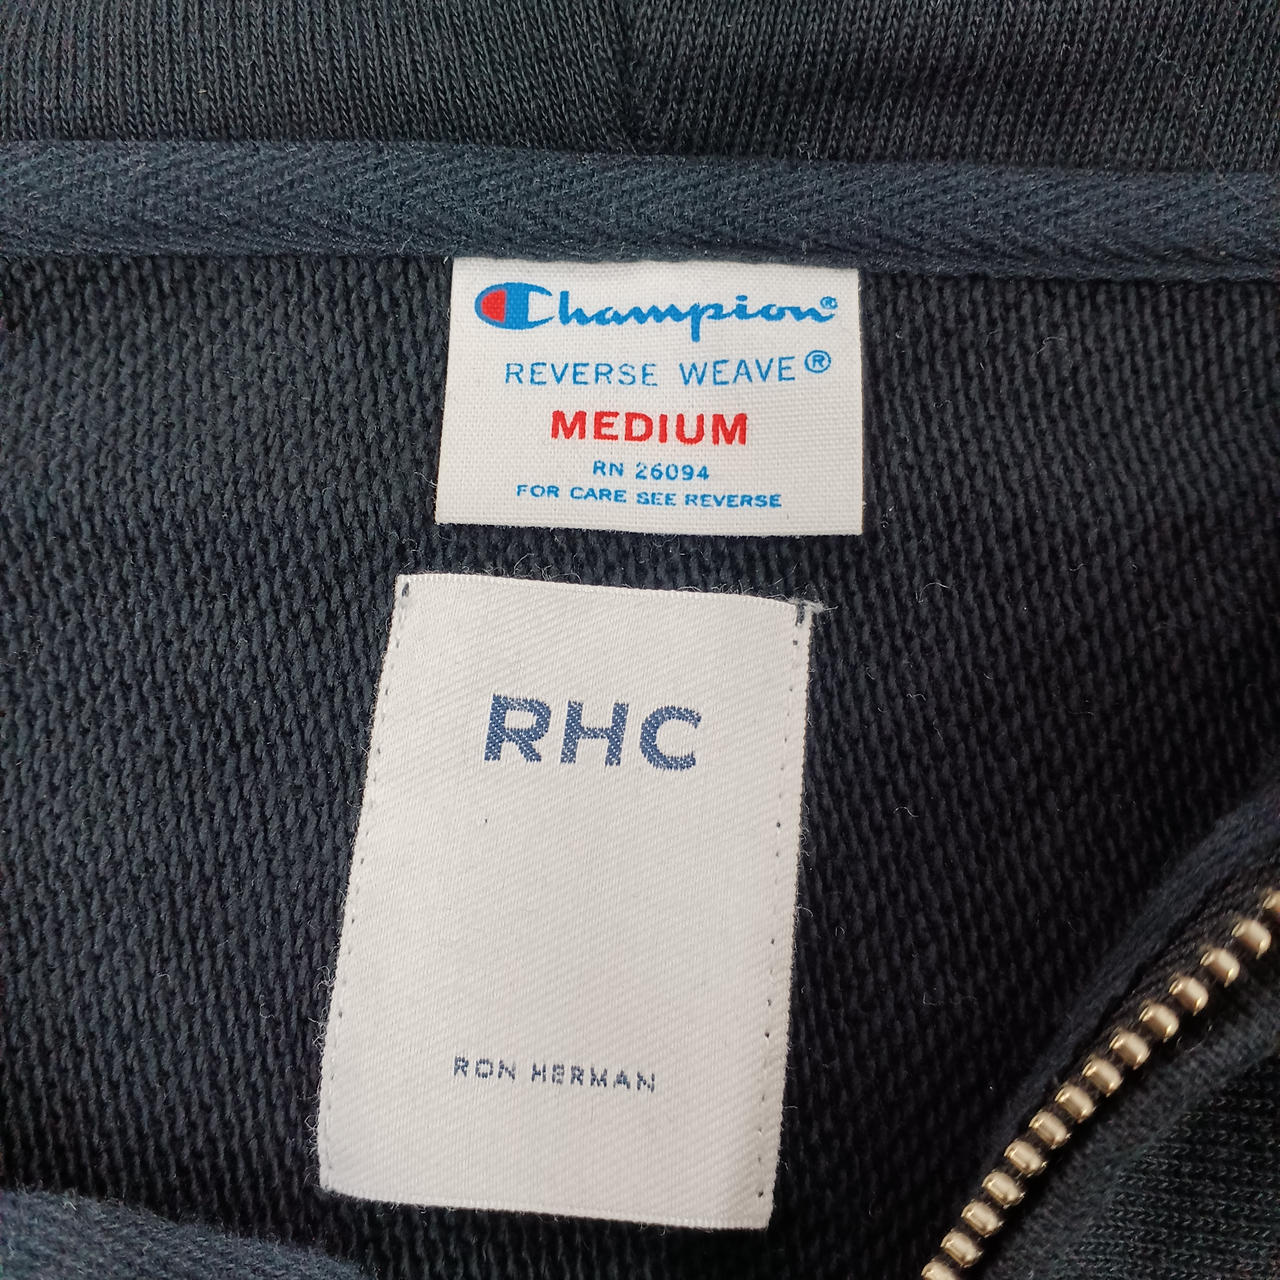 Champion®
REVERSE WEAVE®
MEDIUM
RN 26094
FOR CARE SEE REVERSE
RHC
RON HERMAN